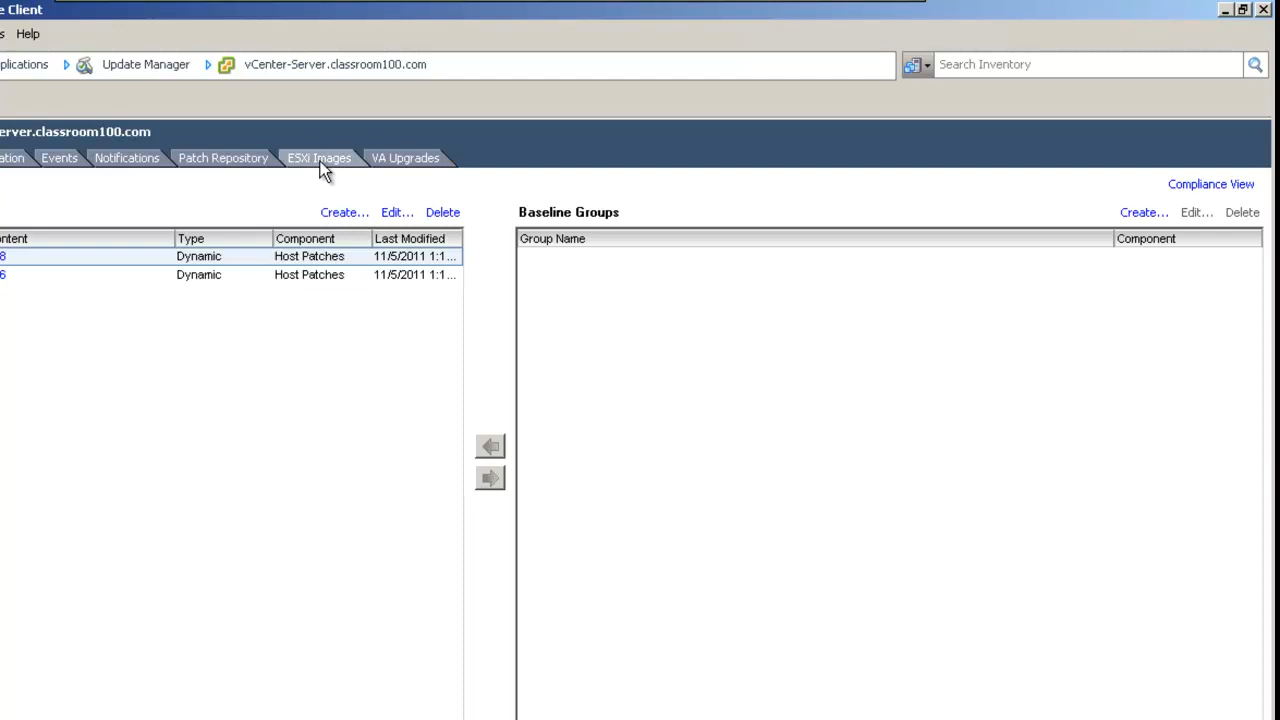 e Client
s Help
plications Update Manager vCenter-Server.classroom100.com Search Inventory
erver.classroom100.com
ation Events Notifications Patch Repository ESXi Images VA Upgrades
Compliance View
Create... Edit... Delete Baseline Groups Create... Edit... Delete
ontent Type Component Last Modified Group Name Component
8 Dynamic Host Patches 11/5/2011 1:1...
6 Dynamic Host Patches 11/5/2011 1:1...